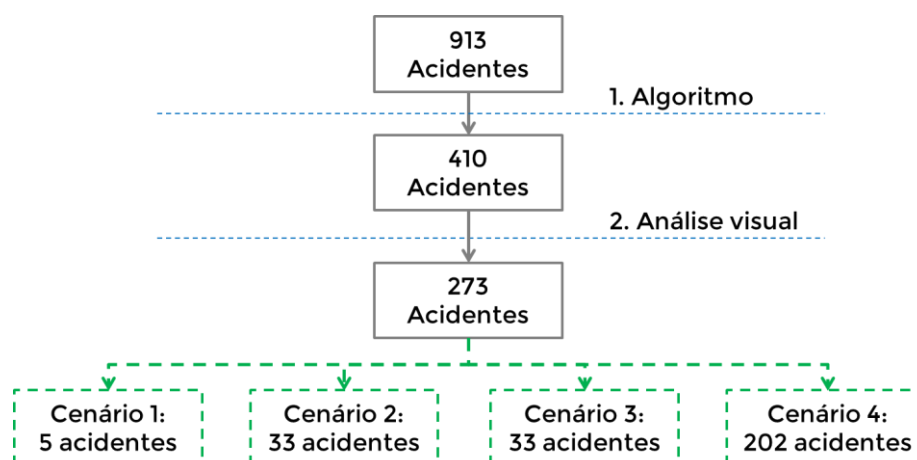 913
Acidentes
1. Algoritmo
410
Acidentes
2. Análise visual
273
Acidentes
Cenário 1:
5 acidentes
Cenário 2:
33 acidentes
Cenário 3:
33 acidentes
Cenário 4:
202 acidentes